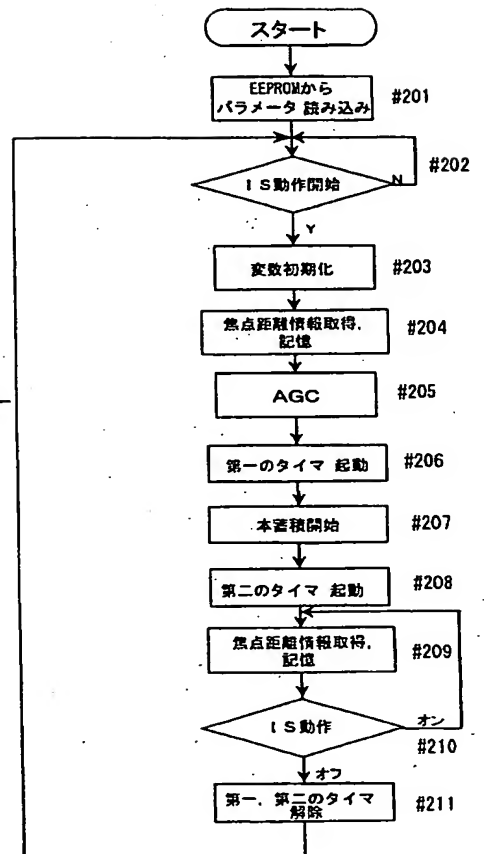 スタート
EEPROMから
パラメータ 読み込み
#201
#202
IS動作開始
N
Y
変数初期化
#203
焦点距離情報取得,
記憶
#204
AGC
#205
第一のタイマ 起動
#206
本蓄積開始
#207
第二のタイマ 起動
#208
焦点距離情報取得,
記憶
#209
IS動作
オン
#210
オフ
第一, 第二のタイマ
解除
#211